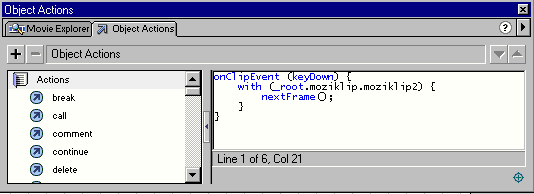 Object Actions
Movie Explorer
Object Actions
?
Object Actions
Actions
break
call
comment
continue
delete
onClipEvent (keyDown) {
    with (_root.moziklip.moziklip2) {
        nextFrame();
    }
}
Line 1 of 6, Col 21